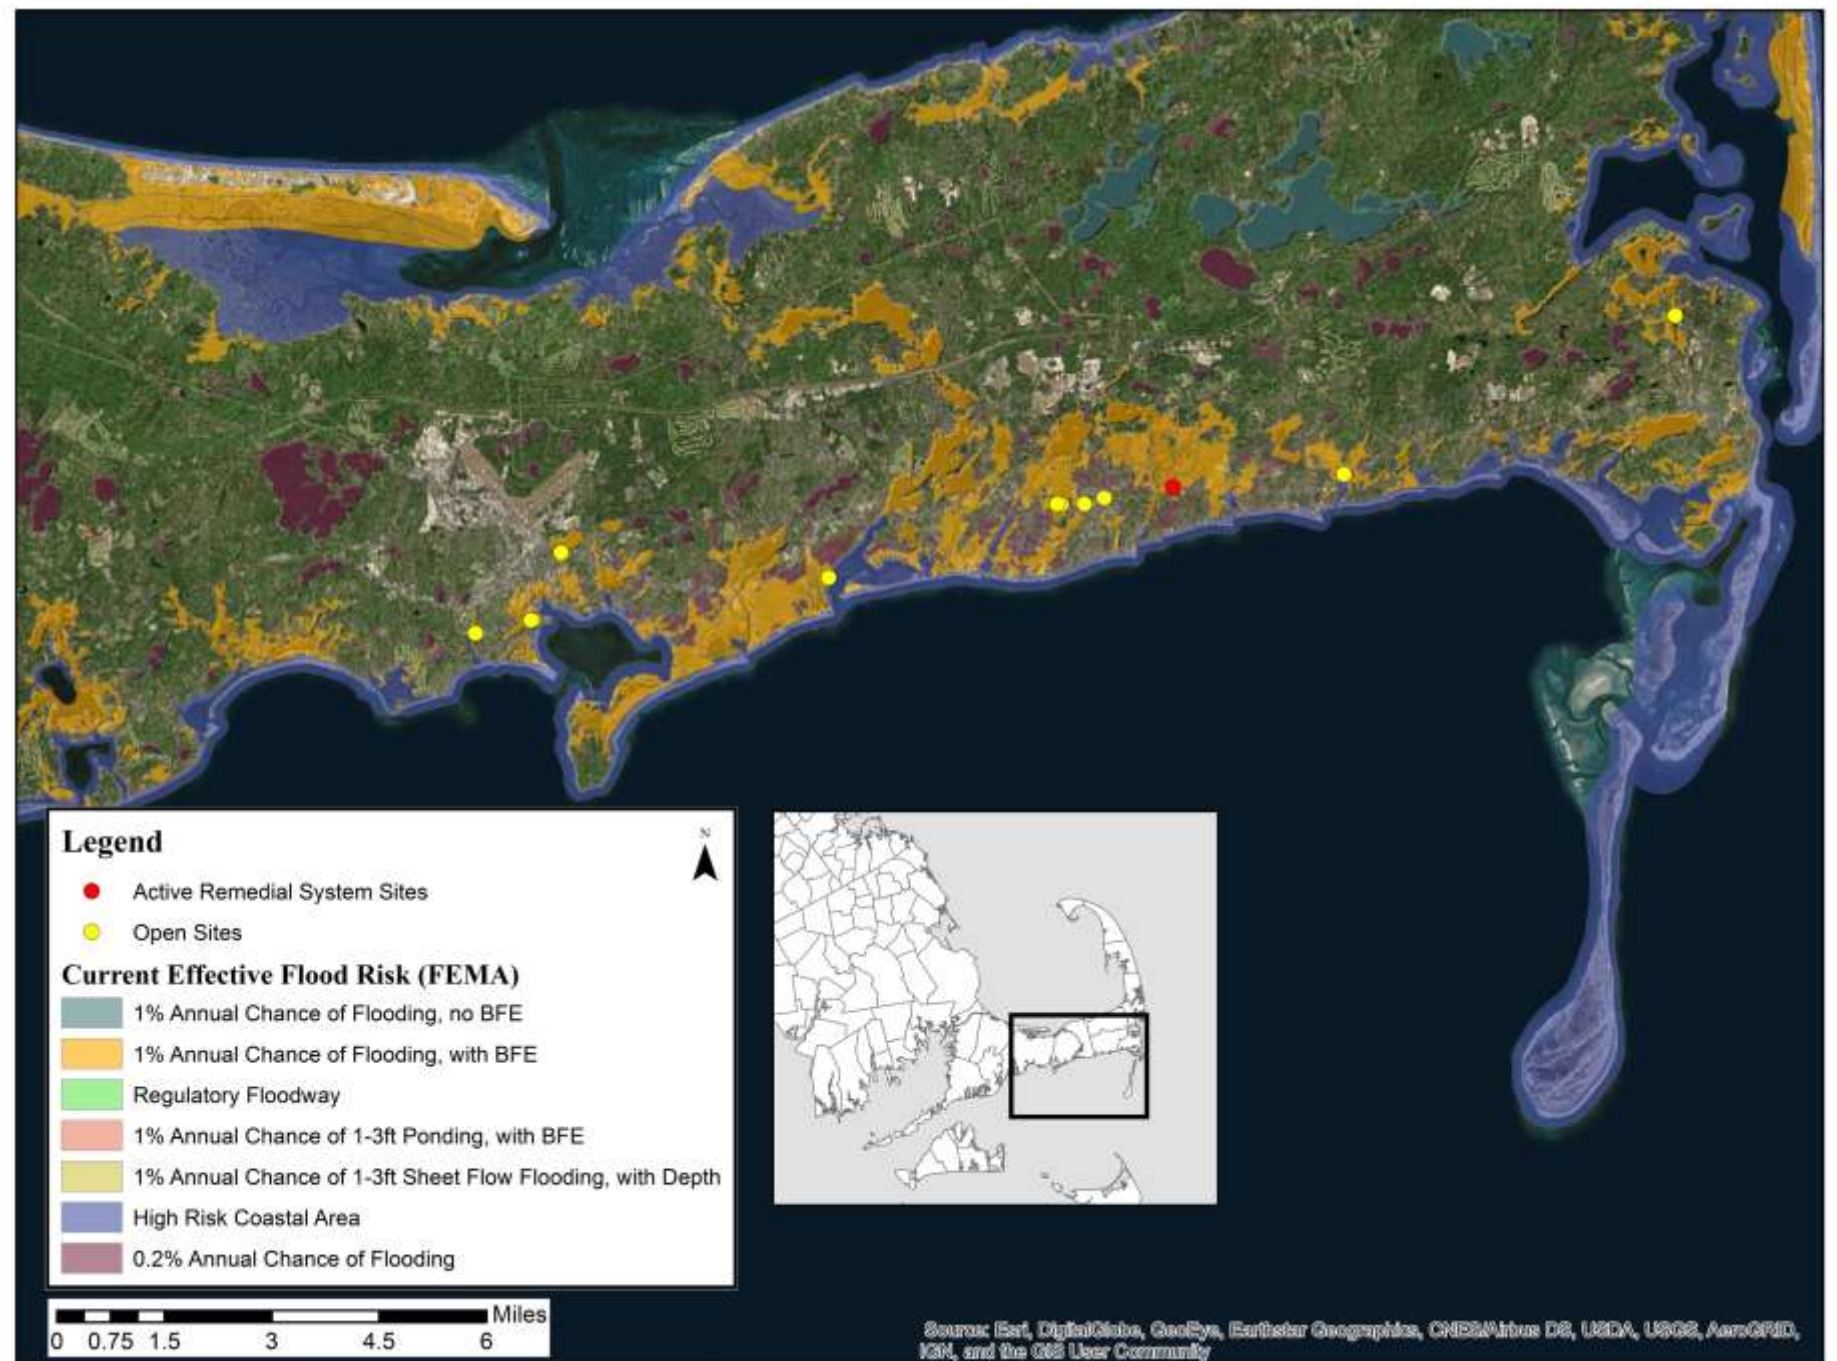 Legend
N
Active Remedial System Sites
Open Sites
Current Effective Flood Risk (FEMA)
1% Annual Chance of Flooding, no BFE
1% Annual Chance of Flooding, with BFE
Regulatory Floodway
1% Annual Chance of 1-3ft Ponding, with BFE
1% Annual Chance of 1-3ft Sheet Flow Flooding, with Depth
High Risk Coastal Area
0.2% Annual Chance of Flooding
Miles
0 0.75 1.5 3 4.5 6
Source: Esri, DigitalGlobe, GeoEye, Earthstar Geographics, CNES/Airbus DS, USDA, USGS, AeroGRID,
IGN, and the GIS User Community